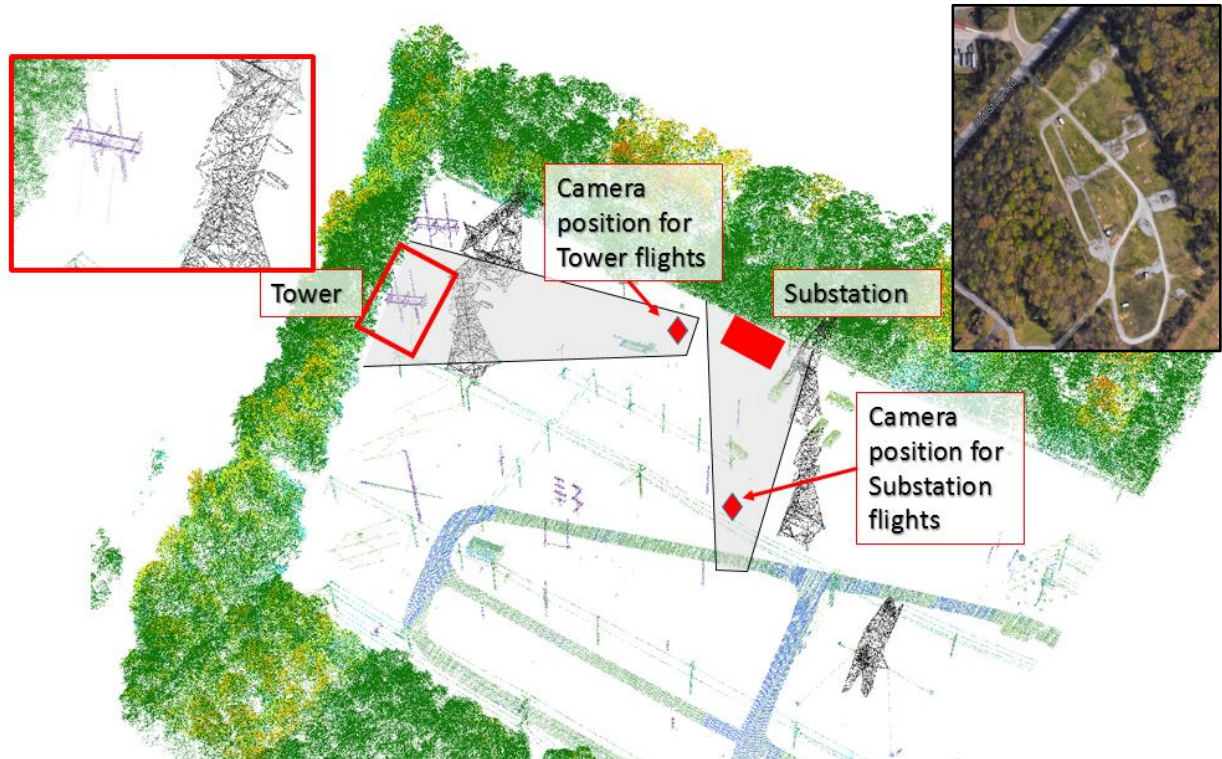 Camera
position for
Tower flights
Tower
Substation
Camera
position for
Substation
flights